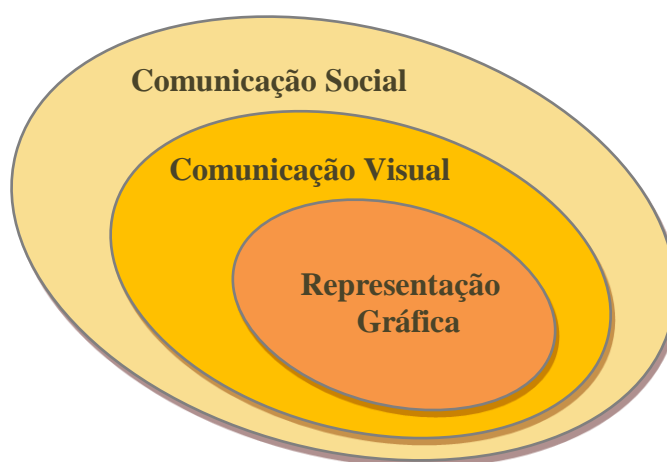 Comunicação Social
Comunicação Visual
Representação
Gráfica